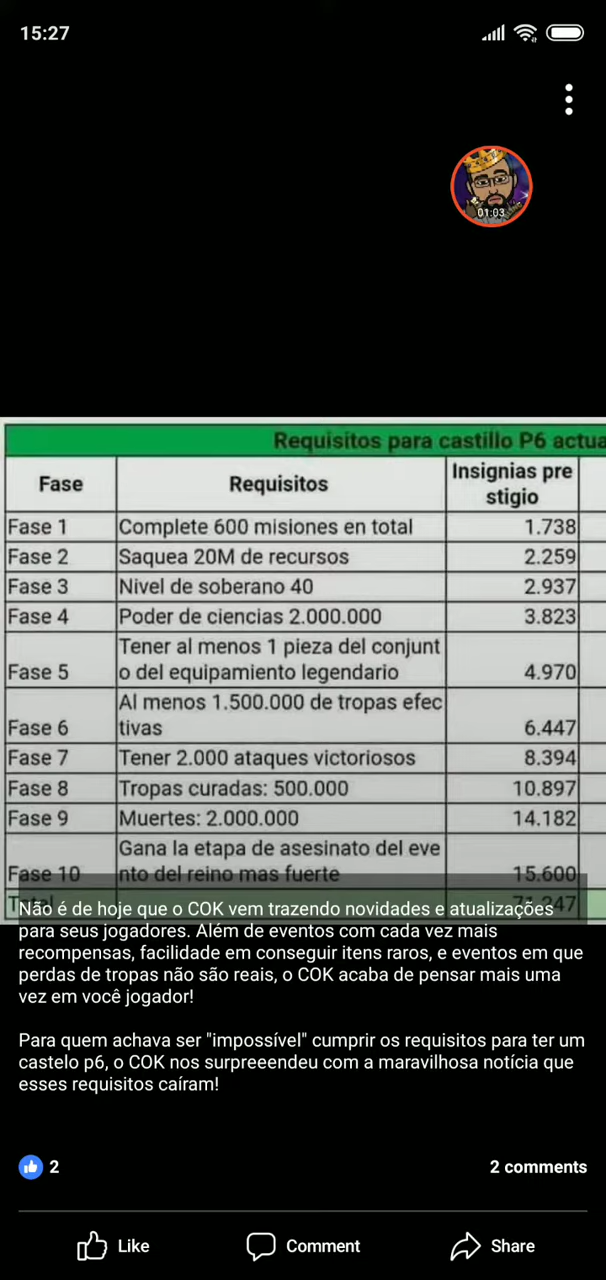 15:27
01:03
Requisitos para castillo P6 actua
Fase Requisitos Insignias pre
stigio
Fase 1 Complete 600 misiones en total 1.738
Fase 2 Saquea 20M de recursos 2.259
Fase 3 Nivel de soberano 40 2.937
Fase 4 Poder de ciencias 2.000.000 3.823
Tener al menos 1 pieza del conjunt
Fase 5 o del equipamiento legendario 4.970
Al menos 1.500.000 de tropas efec
Fase 6 tivas 6.447
Fase 7 Tener 2.000 ataques victoriosos 8.394
Fase 8 Tropas curadas: 500.000 10.897
Fase 9 Muertes: 2.000.000 14.182
Gana la etapa de asesinato del eve
Fase 10 nto del reino mas fuerte 15.600
Não é de hoje que o COK vem trazendo novidades e atualizações
para seus jogadores. Além de eventos com cada vez mais
recompensas, facilidade em conseguir itens raros, e eventos em que
perdas de tropas não são reais, o COK acaba de pensar mais uma
vez em você jogador!
Para quem achava ser "impossível" cumprir os requisitos para ter um
castelo p6, o COK nos surpreeendeu com a maravilhosa notícia que
esses requisitos caíram!
2
2 comments
Like
Comment
Share